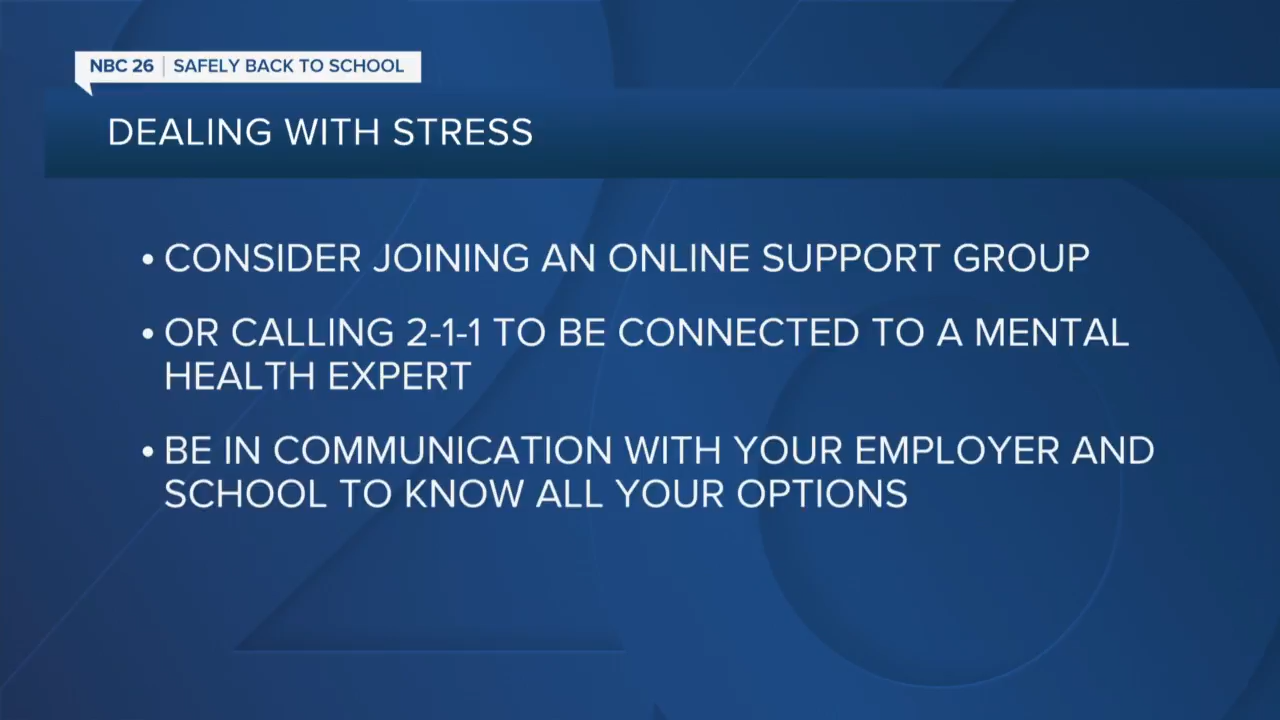 NBC 26 | SAFELY BACK TO SCHOOL
DEALING WITH STRESS
• CONSIDER JOINING AN ONLINE SUPPORT GROUP
• OR CALLING 2-1-1 TO BE CONNECTED TO A MENTAL
HEALTH EXPERT
• BE IN COMMUNICATION WITH YOUR EMPLOYER AND
SCHOOL TO KNOW ALL YOUR OPTIONS